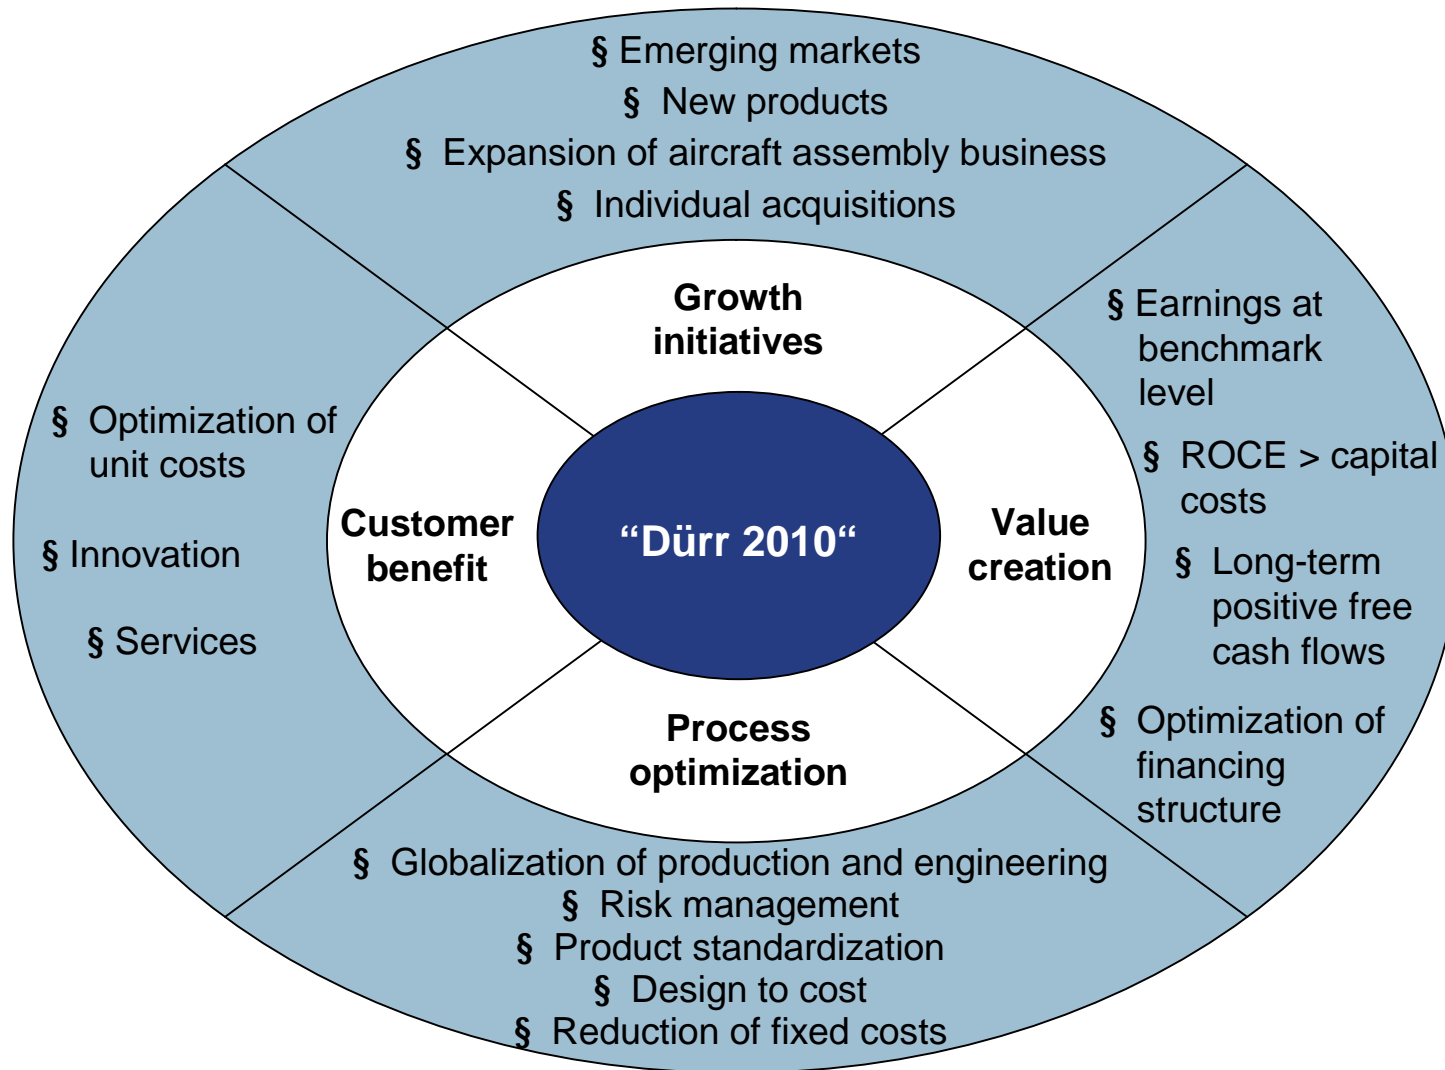 § Emerging markets
§ New products
§ Expansion of aircraft assembly business
§ Individual acquisitions
Growth
initiatives
§ Earnings at
benchmark
level
§ ROCE > capital
costs
§ Long-term
positive free
cash flows
§ Optimization of
financing
structure
Value
creation
“Dürr 2010“
Customer
benefit
§ Optimization of
unit costs
§ Innovation
§ Services
Process
optimization
§ Globalization of production and engineering
§ Risk management
§ Product standardization
§ Design to cost
§ Reduction of fixed costs